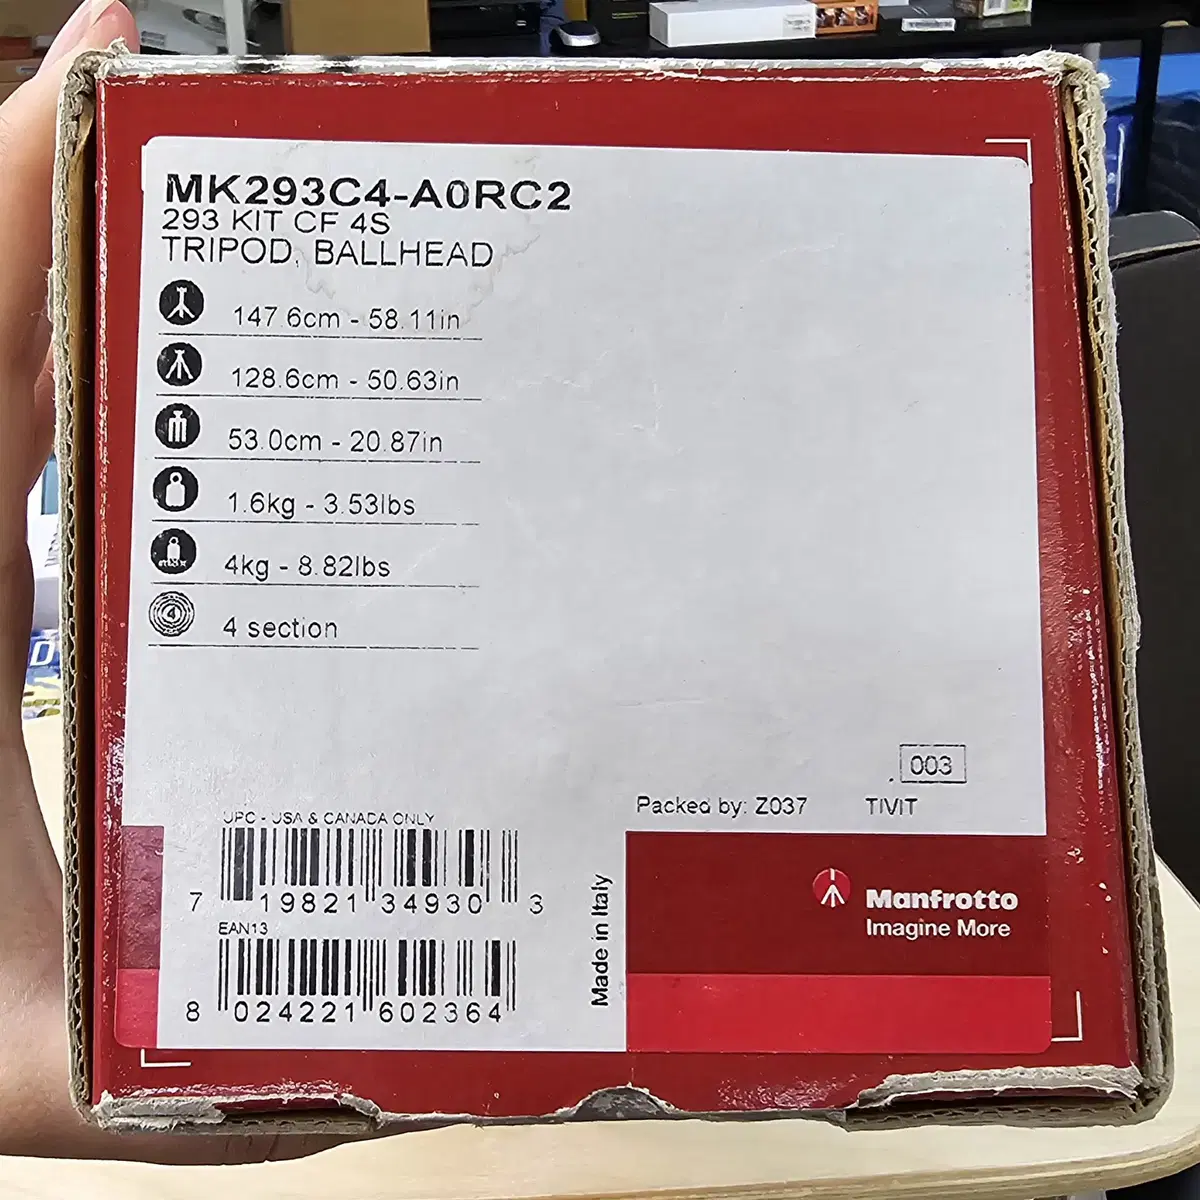 MK293C4-A0RC2
293 KIT CF 4S
TRIPOD, BALLHEAD
147.6cm - 58.11in
128.6cm - 50.63in
53.0cm - 20.87in
1.6kg - 3.53lbs
4kg - 8.82lbs
4
4 section
003
Packed by: Z037 TIVIT
UPC - USA & CANADA ONLY
7 19821 34930 3
EAN13
8 024221 602364
Made in Italy
Manfrotto
Imagine More
D